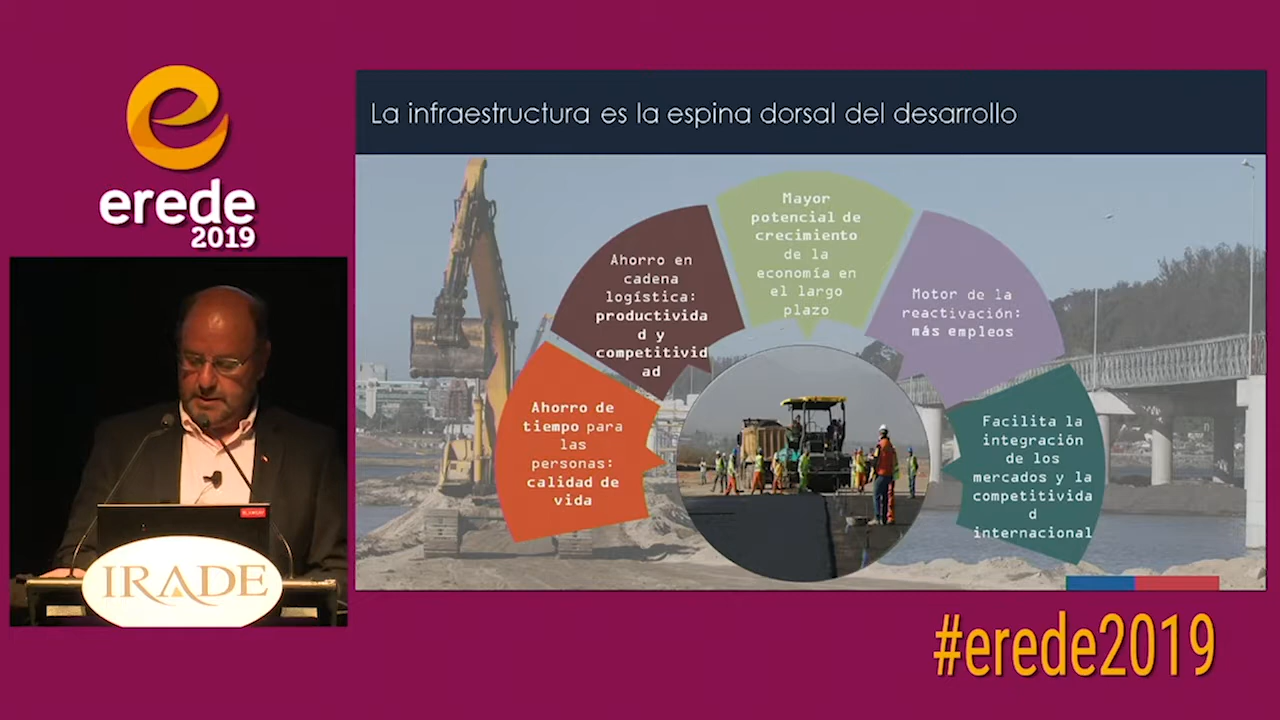 erede
2019
La infraestructura es la espina dorsal del desarrollo
Ahorro de
tiempo para
las
personas:
calidad de
vida
Ahorro en
cadena
logística:
productivida
d y
competitivid
ad
Mayor
potencial de
crecimiento
de la
economía en
el largo
plazo
Motor de la
reactivación:
más empleos
Facilita la
integración
de los
mercados y la
competitivida
d
internacional
IRADE
#erede2019